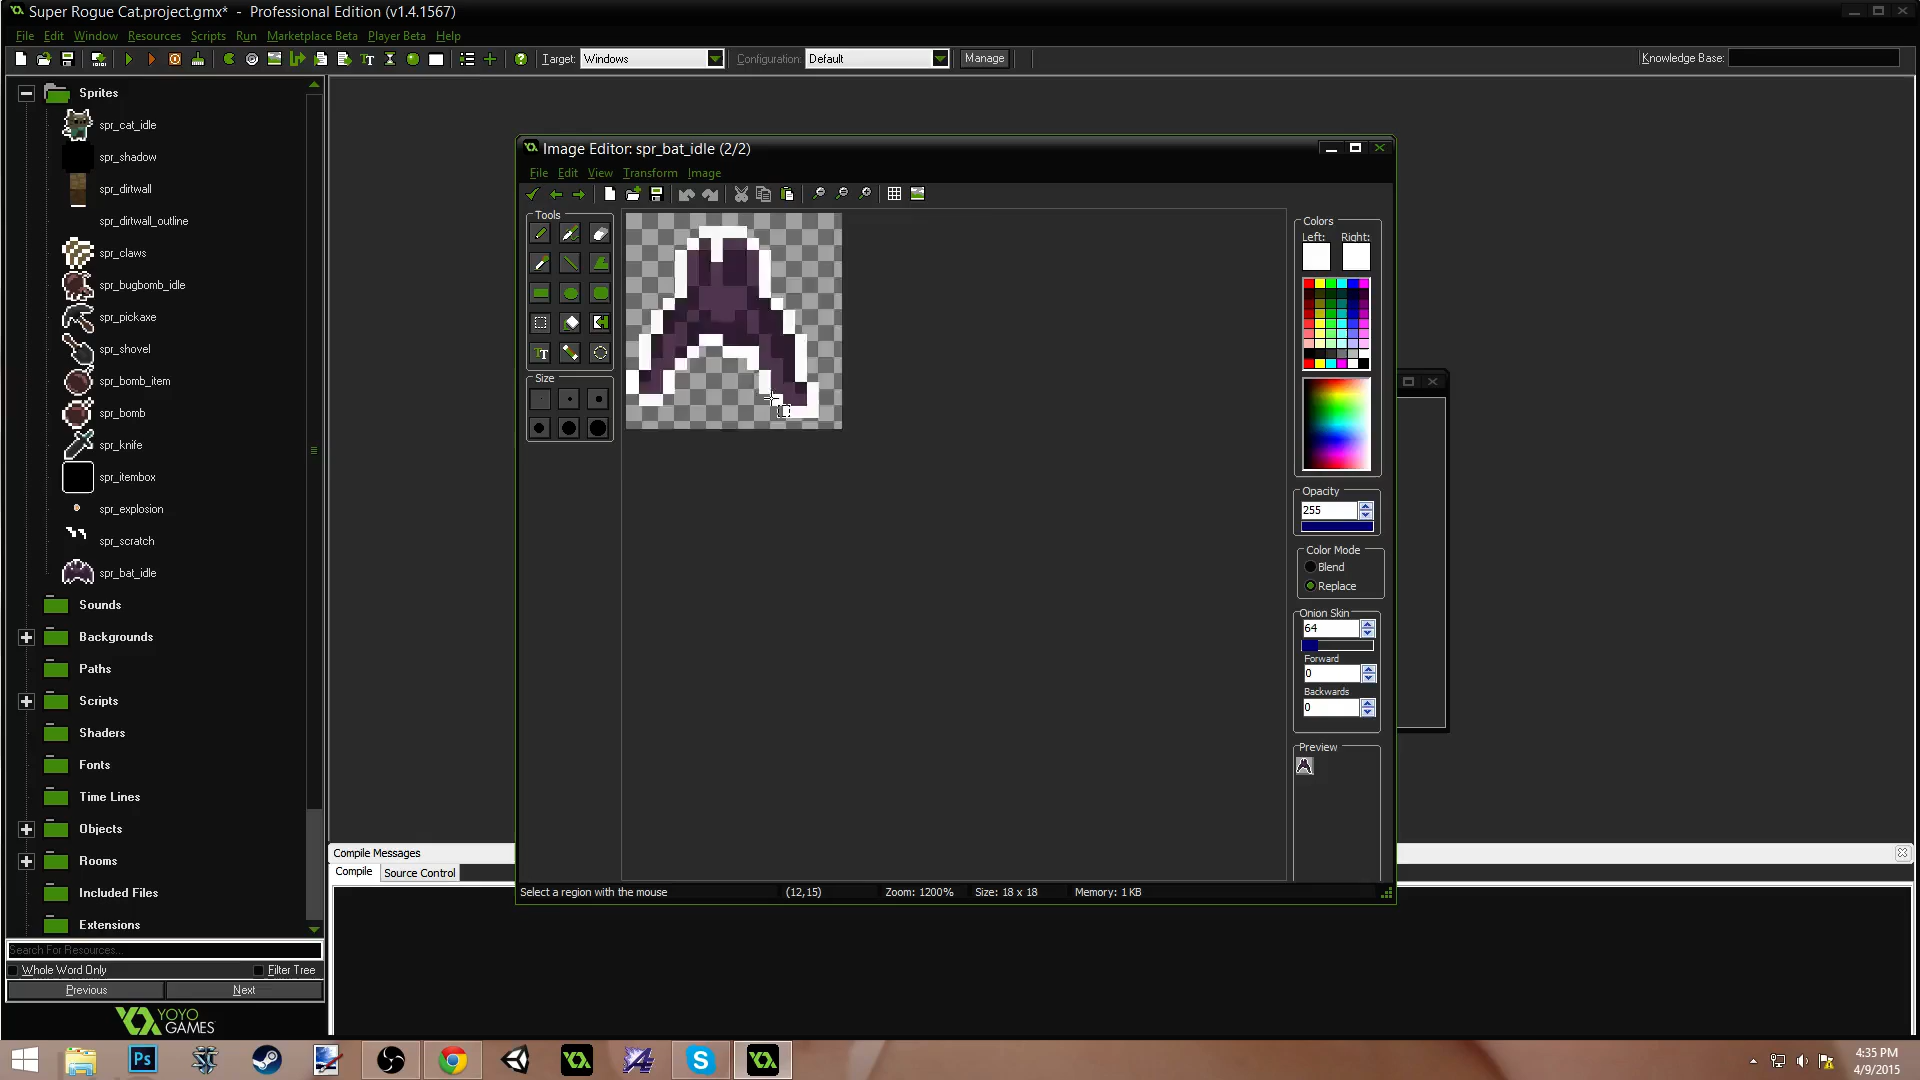 Super Rogue Cat.project.gmx* - Professional Edition (v1.4.1567)
File Edit Window Resources Scripts Run Marketplace Beta Player Beta Help
Target: Windows Configuration: Default Manage Knowledge Base:
Sprites
spr_cat_idle
spr_shadow
spr_dirtwall
spr_dirtwall_outline
spr_claws
spr_bugbomb_idle
spr_pickaxe
spr_shovel
spr_bomb_item
spr_bomb
spr_knife
spr_itembox
spr_explosion
spr_scratch
spr_bat_idle
Sounds
Backgrounds
Paths
Scripts
Shaders
Fonts
Time Lines
Objects
Rooms
Included Files
Extensions
Search For Resources...
Whole Word Only Filter Tree
Previous Next
YOYO
GAMES
Image Editor: spr_bat_idle (2/2)
File Edit View Transform Image
Tools
Size
Colors
Left: Right:
Opacity
255
Color Mode
Blend
Replace
Onion Skin
64
Forward
0
Backwards
0
Preview
Select a region with the mouse (12,15) Zoom: 1200% Size: 18 x 18 Memory: 1 KB
Compile Messages
Compile Source Control
Ps
S
4:35 PM
4/9/2015